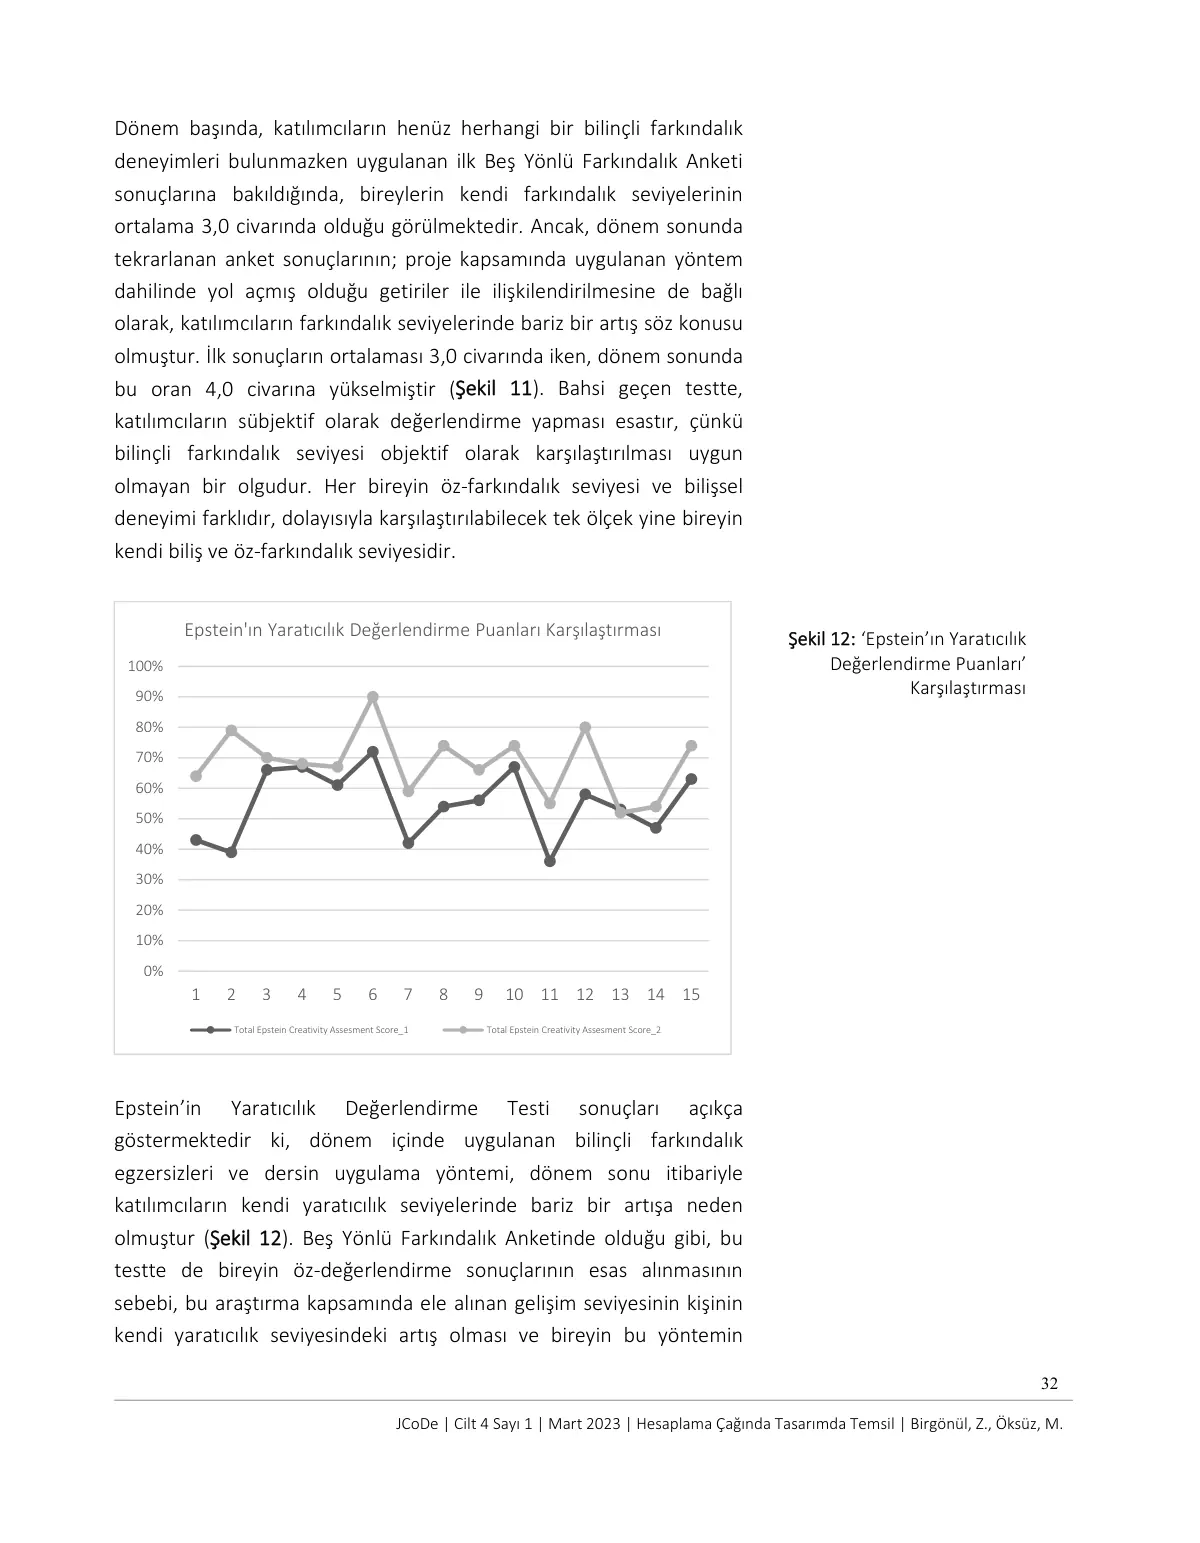 Dönem başında, katılımcıların henüz herhangi bir bilinçli farkındalık
deneyimleri bulunmazken uygulanan ilk Beş Yönlü Farkındalık Anketi
sonuçlarına bakıldığında, bireylerin kendi farkındalık seviyelerinin
ortalama 3,0 civarında olduğu görülmektedir. Ancak, dönem sonunda
tekrarlanan anket sonuçlarının; proje kapsamında uygulanan yöntem
dahilinde yol açmış olduğu getiriler ile ilişkilendirilmesine de bağlı
olarak, katılımcıların farkındalık seviyelerinde bariz bir artış söz konusu
olmuştur. İlk sonuçların ortalaması 3,0 civarında iken, dönem sonunda
bu oran 4,0 civarına yükselmiştir (Şekil 11). Bahsi geçen testte,
katılımcıların sübjektif olarak değerlendirme yapması esastır, çünkü
bilinçli farkındalık seviyesi objektif olarak karşılaştırılması uygun
olmayan bir olgudur. Her bireyin öz-farkındalık seviyesi ve bilişsel
deneyimi farklıdır, dolayısıyla karşılaştırılabilecek tek ölçek yine bireyin
kendi biliş ve öz-farkındalık seviyesidir.
Epstein'ın Yaratıcılık Değerlendirme Puanları Karşılaştırması
100%
90%
80%
70%
60%
50%
40%
30%
20%
10%
0%
1 2 3 4 5 6 7 8 9 10 11 12 13 14 15
Total Epstein Creativity Assesment Score_1 Total Epstein Creativity Assesment Score_2
Şekil 12: ‘Epstein’ın Yaratıcılık
Değerlendirme Puanları’
Karşılaştırması
Epstein’in Yaratıcılık Değerlendirme Testi sonuçları açıkça
göstermektedir ki, dönem içinde uygulanan bilinçli farkındalık
egzersizleri ve dersin uygulama yöntemi, dönem sonu itibariyle
katılımcıların kendi yaratıcılık seviyelerinde bariz bir artışa neden
olmuştur (Şekil 12). Beş Yönlü Farkındalık Anketinde olduğu gibi, bu
testte de bireyin öz-değerlendirme sonuçlarının esas alınmasının
sebebi, bu araştırma kapsamında ele alınan gelişim seviyesinin kişinin
kendi yaratıcılık seviyesindeki artış olması ve bireyin bu yöntemin
32
JCoDe | Cilt 4 Sayı 1 | Mart 2023 | Hesaplama Çağında Tasarımda Temsil | Birgönül, Z., Öksüz, M.